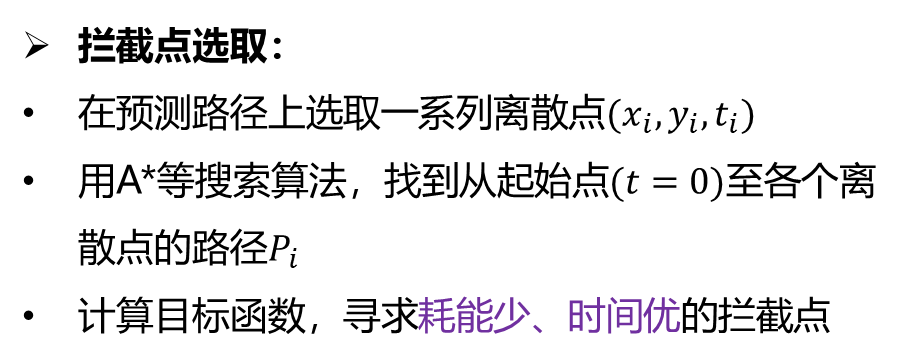 ➢ 拦截点选取：
• 在预测路径上选取一系列离散点(xᵢ, yᵢ, tᵢ)
• 用A*等搜索算法，找到从起始点(t = 0)至各个离
散点的路径Pᵢ
• 计算目标函数，寻求耗能少、时间优的拦截点